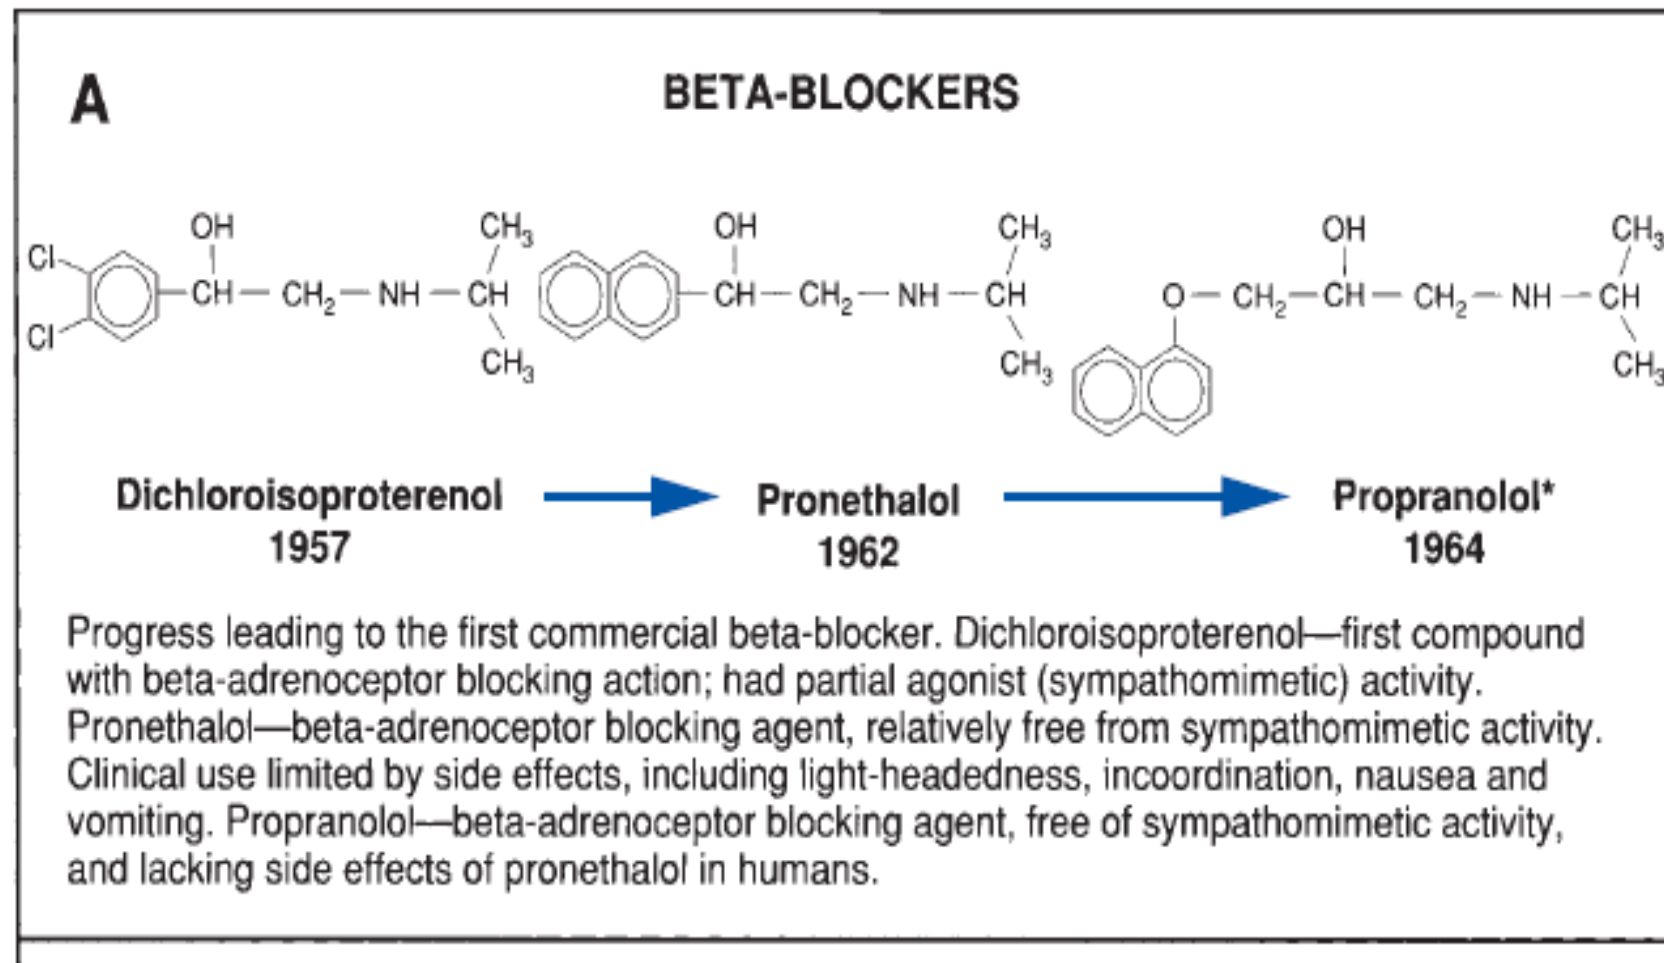 A
BETA-BLOCKERS
OH
CH3
Cl
CH — CH2 — NH — CH
Cl
CH3
OH
CH3
CH — CH2 — NH — CH
CH3
OH
CH3
O — CH2 — CH — CH2 — NH — CH
CH3
Dichloroisoproterenol
1957
Pronethalol
1962
Propranolol*
1964
Progress leading to the first commercial beta-blocker. Dichloroisoproterenol—first compound
with beta-adrenoceptor blocking action; had partial agonist (sympathomimetic) activity.
Pronethalol—beta-adrenoceptor blocking agent, relatively free from sympathomimetic activity.
Clinical use limited by side effects, including light-headedness, incoordination, nausea and
vomiting. Propranolol—beta-adrenoceptor blocking agent, free of sympathomimetic activity,
and lacking side effects of pronethalol in humans.